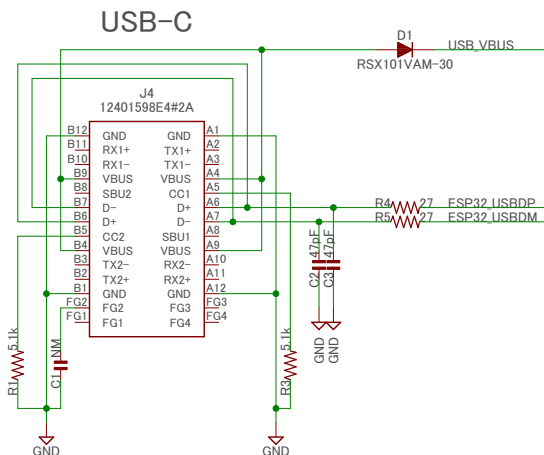 USB-C
D1
USB_VBUS
RSX101VAM-30
J4
12401598E4#2A
B12 GND GND A1
B11 RX1+ TX1+ A2
B10 RX1- TX1- A3
B9 VBUS VBUS A4
B8 SBU2 CC1 A5
B7 D- D+ A6
B6 D+ D- A7
B5 CC2 SBU1 A8
B4 VBUS VBUS A9
B3 TX2- RX2- A10
B2 TX2+ RX2+ A11
B1 GND GND A12
FG2 FG2 FG3 FG3
FG1 FG1 FG4 FG4
R4 27 ESP32_USBDP
R5 27 ESP32_USBDM
C2 47pF
C3 47pF
GND
GND
R1 5.1k
C1 NM
R3 5.1k
GND
GND